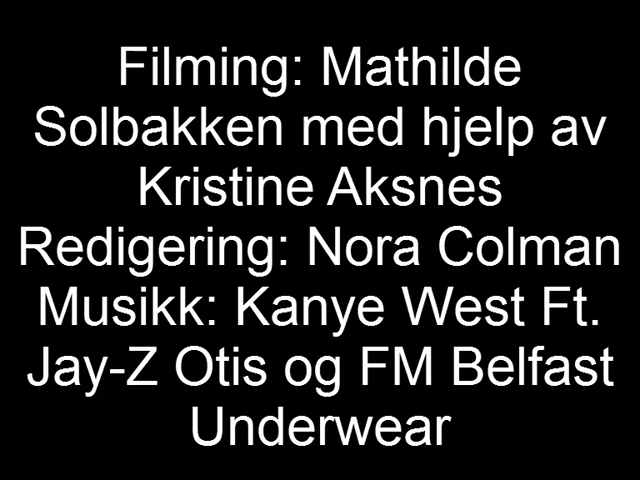 Filming: Mathilde
Solbakken med hjelp av
Kristine Aksnes
Redigering: Nora Colman
Musikk: Kanye West Ft.
Jay-Z Otis og FM Belfast
Underwear